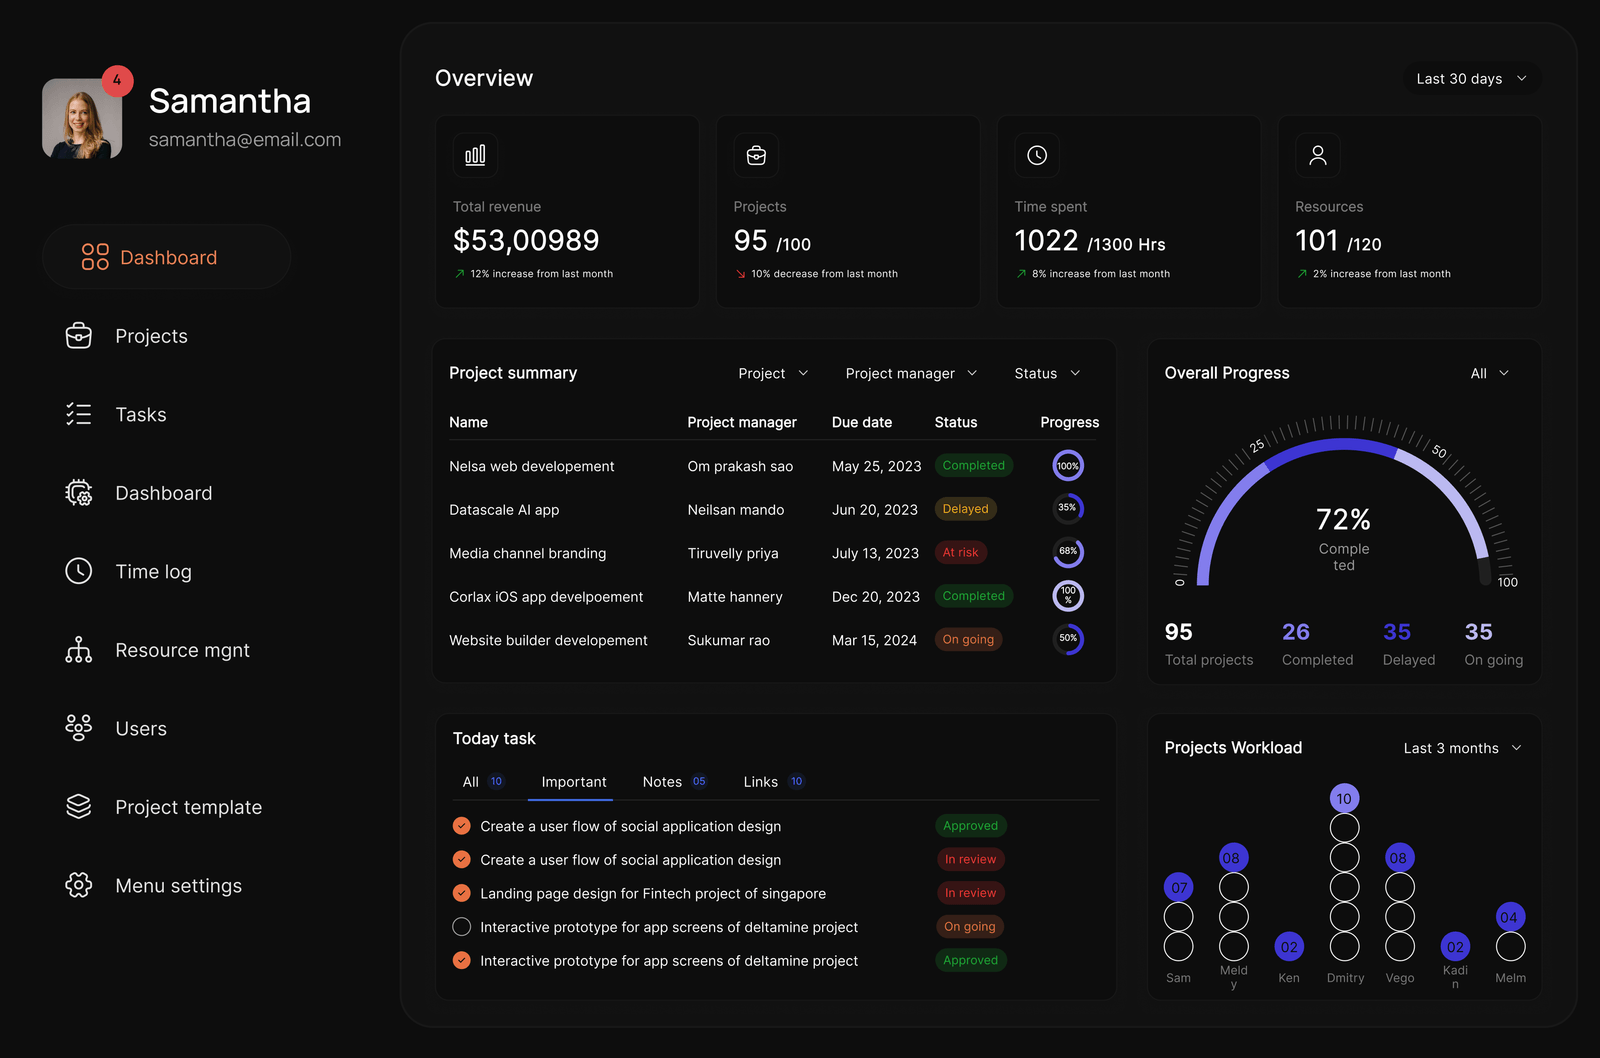 4
Samantha
samantha@email.com
Dashboard
Projects
Tasks
Dashboard
Time log
Resource mgnt
Users
Project template
Menu settings
Overview
Last 30 days
Total revenue
$53,00989
12% increase from last month
Projects
95 /100
10% decrease from last month
Time spent
1022 /1300 Hrs
8% increase from last month
Resources
101 /120
2% increase from last month
Project summary
Project
Project manager
Status
Name Project manager Due date Status Progress
Nelsa web developement Om prakash sao May 25, 2023 Completed 100%
Datascale AI app Neilsan mando Jun 20, 2023 Delayed 35%
Media channel branding Tiruvelly priya July 13, 2023 At risk 68%
Corlax iOS app develpoement Matte hannery Dec 20, 2023 Completed 100
%
Website builder developement Sukumar rao Mar 15, 2024 On going 50%
Overall Progress
All
0
25
50
100
72%
Comple
ted
95 26 35 35
Total projects Completed Delayed On going
Today task
All 10 Important Notes 05 Links 10
Create a user flow of social application design Approved
Create a user flow of social application design In review
Landing page design for Fintech project of singapore In review
Interactive prototype for app screens of deltamine project On going
Interactive prototype for app screens of deltamine project Approved
Projects Workload
Last 3 months
07 08 02 10 08 02 04
Sam Meld
y Ken Dmitry Vego Kadi
n Melm